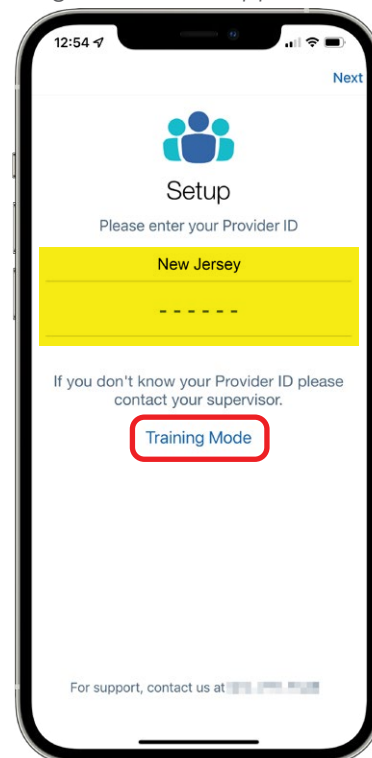 12:54
Next
Setup
Please enter your Provider ID
New Jersey
- - - - - -
If you don't know your Provider ID please
contact your supervisor.
Training Mode
For support, contact us at